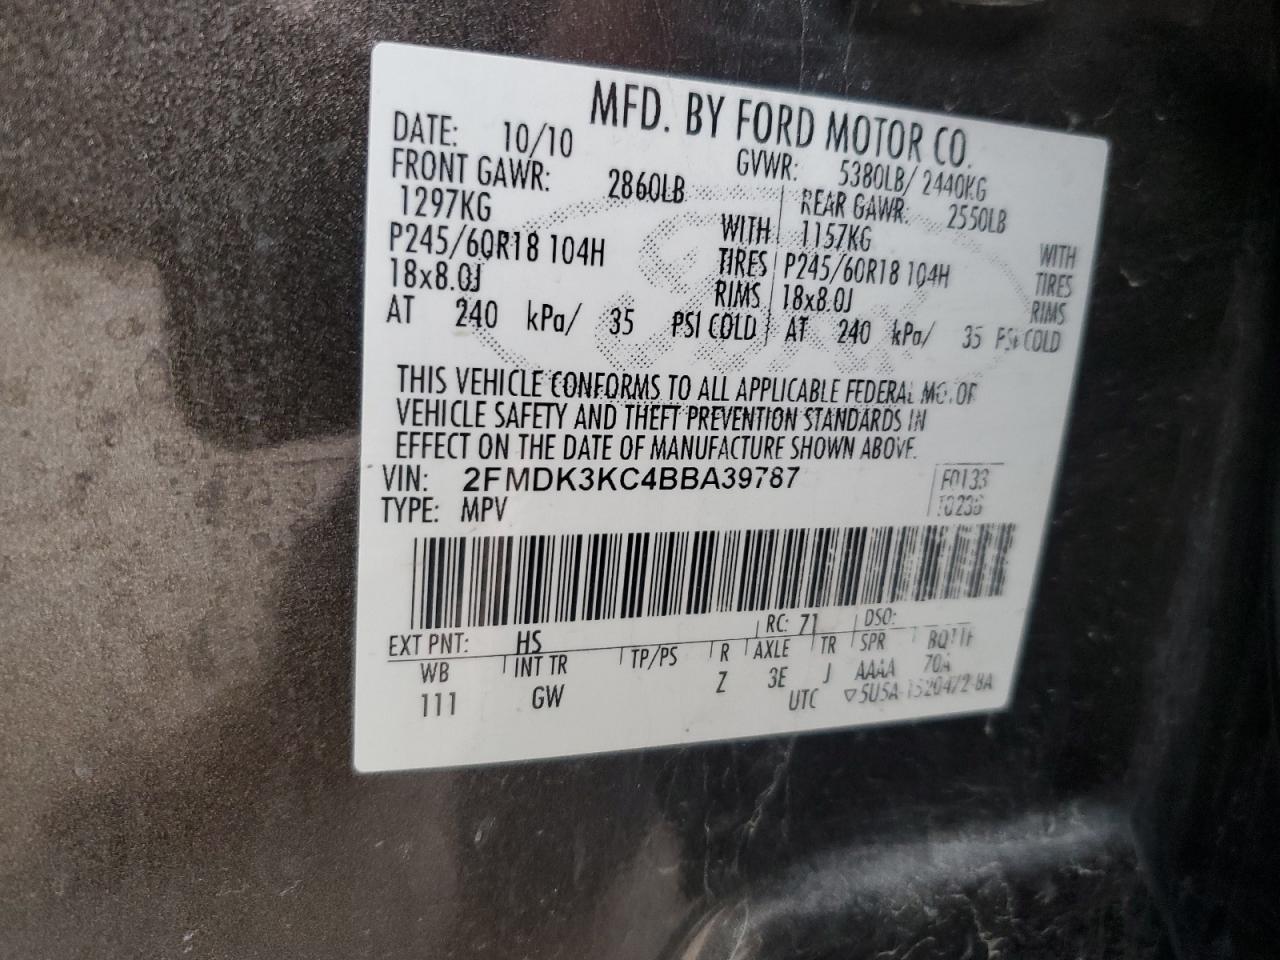 MFD. BY FORD MOTOR CO.
DATE: 10/10 GVWR: 5380LB/ 2440KG
FRONT GAWR: 2860LB REAR GAWR: 2550LB
1297KG WITH 1157KG WITH
P245/60R18 104H TIRES P245/60R18 104H TIRES
18x8.0J RIMS 18x8.0J RIMS
AT 240 kPa/ 35 PSI COLD AT 240 kPa/ 35 PSI COLD
THIS VEHICLE CONFORMS TO ALL APPLICABLE FEDERAL MOTOR
VEHICLE SAFETY AND THEFT PREVENTION STANDARDS IN
EFFECT ON THE DATE OF MANUFACTURE SHOWN ABOVE.
VIN: 2FMDK3KC4BBA39787 F0133
TYPE: MPV
EXT PNT: HS RC: 71 DSO:
WB INT TR TP/PS R AXLE TR SPR
111 GW Z 3E J AAAA 70A
UTC